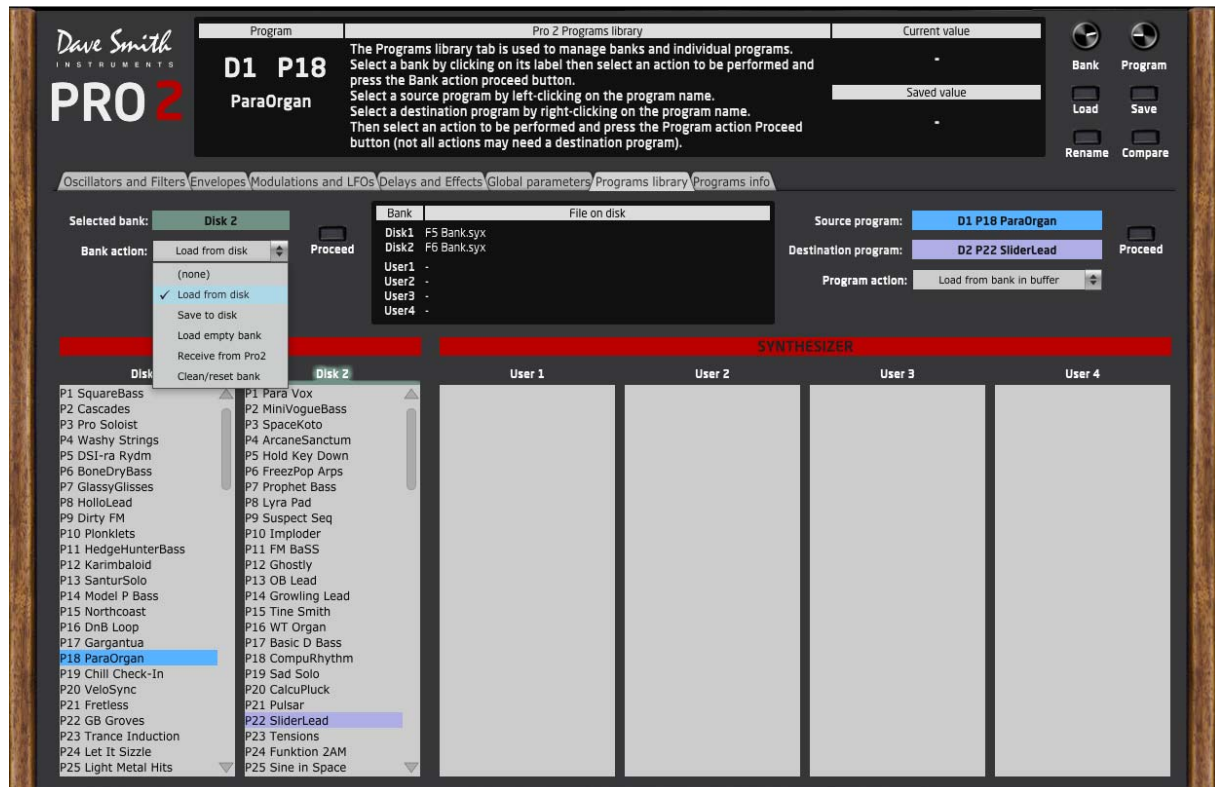 Dave Smith
INSTRUMENTS
PRO 2
Program
D1 P18
ParaOrgan
Pro 2 Programs library
The Programs library tab is used to manage banks and individual programs.
Select a bank by clicking on its label then select an action to be performed and
press the Bank action proceed button.
Select a source program by left-clicking on the program name.
Select a destination program by right-clicking on the program name.
Then select an action to be performed and press the Program action Proceed
button (not all actions may need a destination program).
Current value
-
Saved value
-
Bank Program
Load Save
Rename Compare
Oscillators and Filters Envelopes Modulations and LFOs Delays and Effects Global parameters Programs library Programs info
Selected bank: Disk 2
Bank action: Load from disk
Proceed
(none)
✓ Load from disk
Save to disk
Load empty bank
Receive from Pro2
Clean/reset bank
Bank File on disk
Disk1 F5 Bank.syx
Disk2 F6 Bank.syx
User1 -
User2 -
User3 -
User4 -
Source program: D1 P18 ParaOrgan
Destination program: D2 P22 SliderLead
Program action: Load from bank in buffer
Proceed
SYNTHESIZER
Disk
Disk 2
User 1
User 2
User 3
User 4
P1 SquareBass
P2 Cascades
P3 Pro Soloist
P4 Washy Strings
P5 DSI-ra Rydm
P6 BoneDryBass
P7 GlassyGlisses
P8 HolloLead
P9 Dirty FM
P10 Plonklets
P11 HedgeHunterBass
P12 Karimbaloid
P13 SanturSolo
P14 Model P Bass
P15 Northcoast
P16 DnB Loop
P17 Gargantua
P18 ParaOrgan
P19 Chill Check-In
P20 VeloSync
P21 Fretless
P22 GB Groves
P23 Trance Induction
P24 Let It Sizzle
P25 Light Metal Hits
P1 Para Vox
P2 MiniVogueBass
P3 SpaceKoto
P4 ArcaneSanctum
P5 Hold Key Down
P6 FreezPop Arps
P7 Prophet Bass
P8 Lyra Pad
P9 Suspect Seq
P10 Imploder
P11 FM BaSS
P12 Ghostly
P13 OB Lead
P14 Growling Lead
P15 Tine Smith
P16 WT Organ
P17 Basic D Bass
P18 CompuRhythm
P19 Sad Solo
P20 CalcuPluck
P21 Pulsar
P22 SliderLead
P23 Tensions
P24 Funktion 2AM
P25 Sine in Space